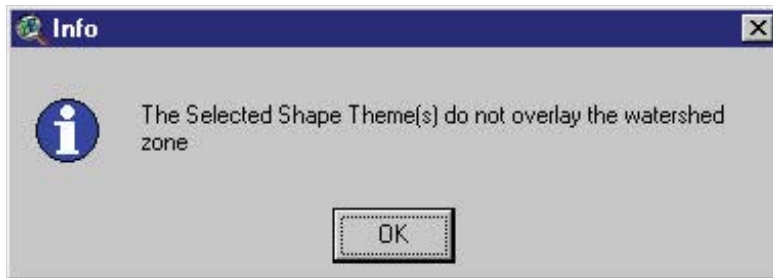 Info
The Selected Shape Theme(s) do not overlay the watershed
zone
OK